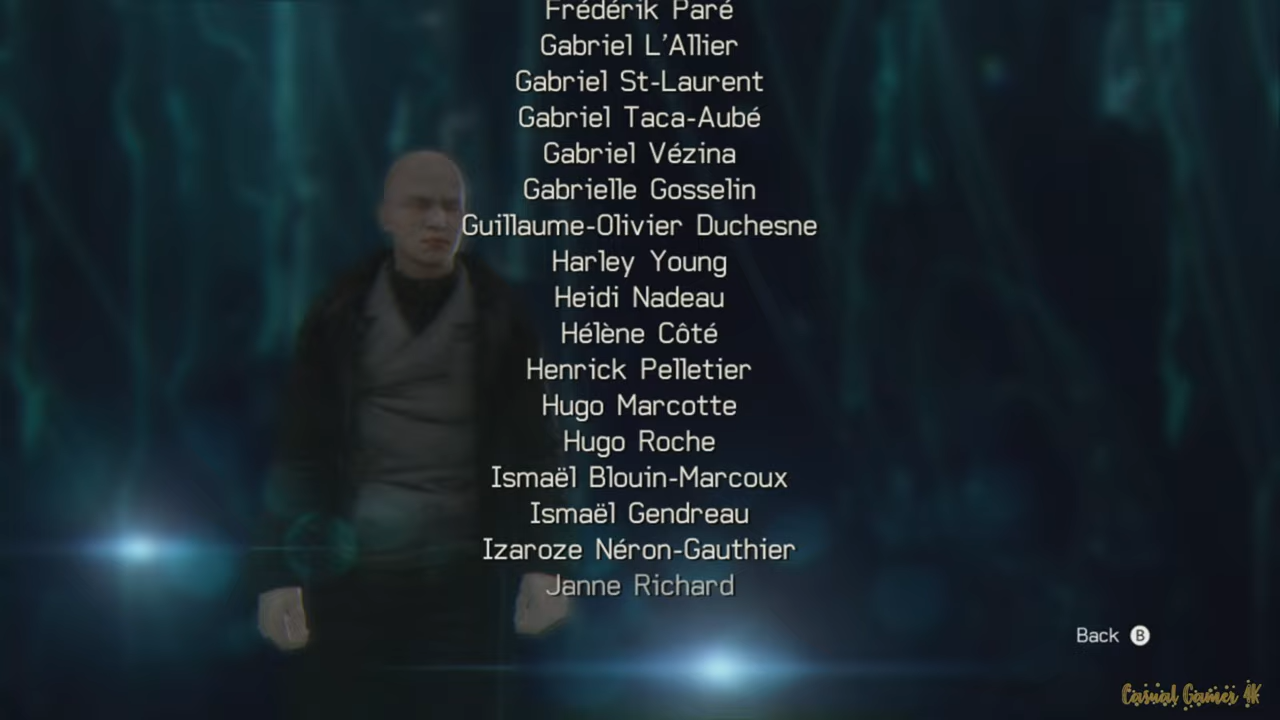 Frédérik Paré
Gabriel L'Allier
Gabriel St-Laurent
Gabriel Taca-Aubé
Gabriel Vézina
Gabrielle Gosselin
Guillaume-Olivier Duchesne
Harley Young
Heidi Nadeau
Hélène Côté
Henrick Pelletier
Hugo Marcotte
Hugo Roche
Ismaël Blouin-Marcoux
Ismaël Gendreau
Izaroze Néron-Gauthier
Janne Richard
Back B
Casual Gamer 4K